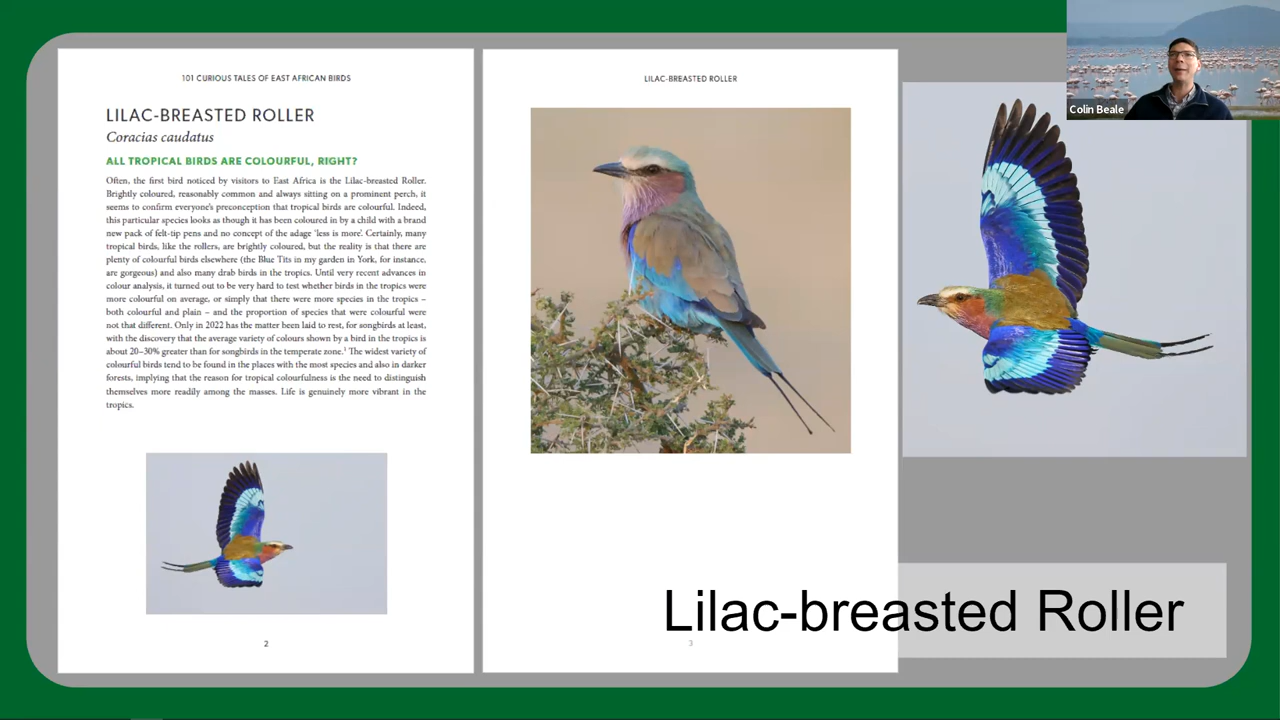 101 CURIOUS TALES OF EAST AFRICAN BIRDS
LILAC-BREASTED ROLLER
Coracias caudatus
ALL TROPICAL BIRDS ARE COLOURFUL, RIGHT?
Often, the first bird noticed by visitors to East Africa is the Lilac-breasted Roller.
Brightly coloured, reasonably common and always sitting on a prominent perch, it
seems to confirm everyone's preconception that tropical birds are colourful. Indeed,
this particular species looks as though it has been coloured in by a child with a brand
new pack of felt-tip pens and no concept of the adage 'less is more'. Certainly, many
tropical birds, like the rollers, are brightly coloured, but the reality is that there are
plenty of colourful birds elsewhere (the Blue Tits in my garden in York, for instance,
are gorgeous) and also many drab birds in the tropics. Until very recent advances in
colour analysis, it turned out to be very hard to test whether birds in the tropics were
more colourful on average, or simply that there were more species in the tropics –
both colourful and plain – and the proportion of species that were colourful were
not that different. Only in 2022 has the matter been laid to rest, for songbirds at least,
with the discovery that the average variety of colours shown by a bird in the tropics is
about 20–30% greater than for songbirds in the temperate zone.¹ The widest variety of
colourful birds tend to be found in the places with the most species and also in darker
forests, implying that the reason for tropical colourfulness is the need to distinguish
themselves more readily among the masses. Life is genuinely more vibrant in the
tropics.
2
LILAC-BREASTED ROLLER
3
Colin Beale
Lilac-breasted Roller